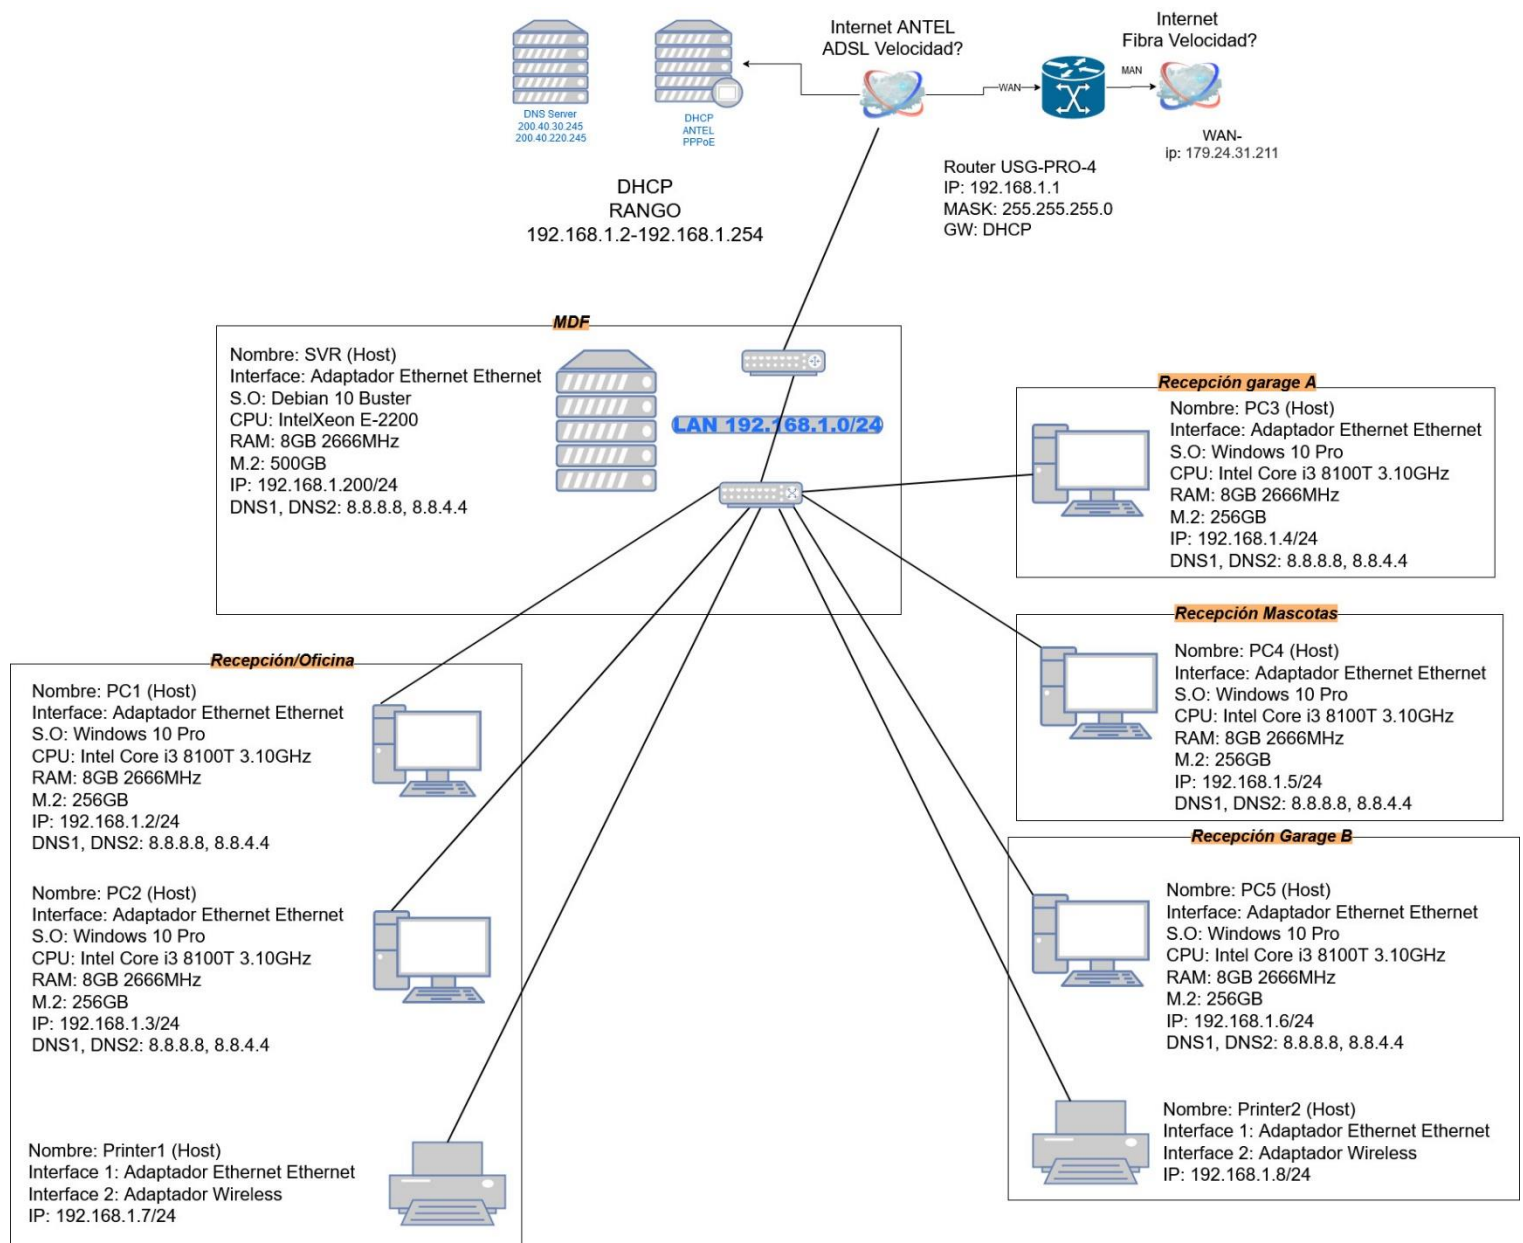 Internet ANTEL
ADSL Velocidad?
Internet
Fibra Velocidad?
DNS Server
200.40.30.245
200.40.220.245
DHCP
ANTEL
PPPoE
WAN
MAN
WAN-
ip: 179.24.31.211
Router USG-PRO-4
IP: 192.168.1.1
MASK: 255.255.255.0
GW: DHCP
DHCP
RANGO
192.168.1.2-192.168.1.254
MDF
Nombre: SVR (Host)
Interface: Adaptador Ethernet Ethernet
S.O: Debian 10 Buster
CPU: IntelXeon E-2200
RAM: 8GB 2666MHz
M.2: 500GB
IP: 192.168.1.200/24
DNS1, DNS2: 8.8.8.8, 8.8.4.4
LAN 192.168.1.0/24
Recepción garage A
Nombre: PC3 (Host)
Interface: Adaptador Ethernet Ethernet
S.O: Windows 10 Pro
CPU: Intel Core i3 8100T 3.10GHz
RAM: 8GB 2666MHz
M.2: 256GB
IP: 192.168.1.4/24
DNS1, DNS2: 8.8.8.8, 8.8.4.4
Recepción Mascotas
Nombre: PC4 (Host)
Interface: Adaptador Ethernet Ethernet
S.O: Windows 10 Pro
CPU: Intel Core i3 8100T 3.10GHz
RAM: 8GB 2666MHz
M.2: 256GB
IP: 192.168.1.5/24
DNS1, DNS2: 8.8.8.8, 8.8.4.4
Recepción/Oficina
Nombre: PC1 (Host)
Interface: Adaptador Ethernet Ethernet
S.O: Windows 10 Pro
CPU: Intel Core i3 8100T 3.10GHz
RAM: 8GB 2666MHz
M.2: 256GB
IP: 192.168.1.2/24
DNS1, DNS2: 8.8.8.8, 8.8.4.4
Nombre: PC2 (Host)
Interface: Adaptador Ethernet Ethernet
S.O: Windows 10 Pro
CPU: Intel Core i3 8100T 3.10GHz
RAM: 8GB 2666MHz
M.2: 256GB
IP: 192.168.1.3/24
DNS1, DNS2: 8.8.8.8, 8.8.4.4
Nombre: Printer1 (Host)
Interface 1: Adaptador Ethernet Ethernet
Interface 2: Adaptador Wireless
IP: 192.168.1.7/24
Recepción Garage B
Nombre: PC5 (Host)
Interface: Adaptador Ethernet Ethernet
S.O: Windows 10 Pro
CPU: Intel Core i3 8100T 3.10GHz
RAM: 8GB 2666MHz
M.2: 256GB
IP: 192.168.1.6/24
DNS1, DNS2: 8.8.8.8, 8.8.4.4
Nombre: Printer2 (Host)
Interface 1: Adaptador Ethernet Ethernet
Interface 2: Adaptador Wireless
IP: 192.168.1.8/24